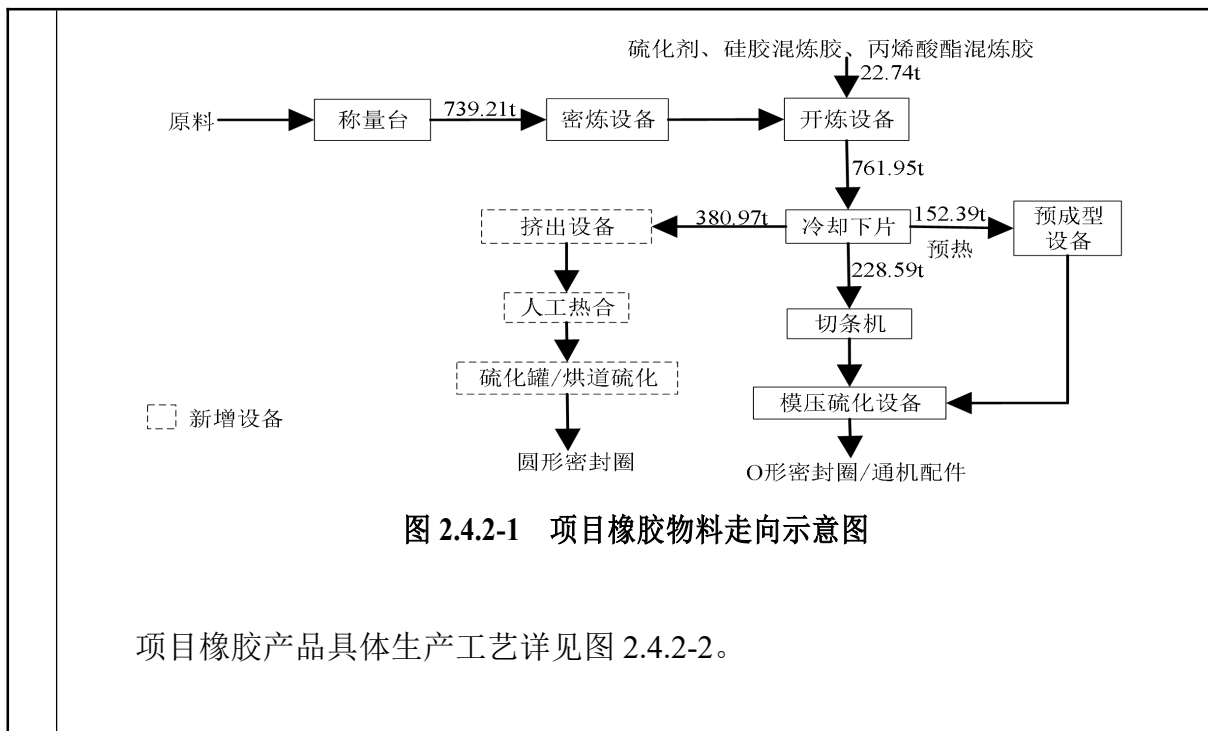 硫化剂、硅胶混炼胶、丙烯酸酯混炼胶
22.74t
原料
称量台
739.21t
密炼设备
开炼设备
761.95t
挤出设备
380.97t
冷却下片
152.39t
预热
预成型
设备
228.59t
人工热合
切条机
硫化罐/烘道硫化
模压硫化设备
新增设备
圆形密封圈
O形密封圈/通机配件
图 2.4.2-1 项目橡胶物料走向示意图
项目橡胶产品具体生产工艺详见图 2.4.2-2。